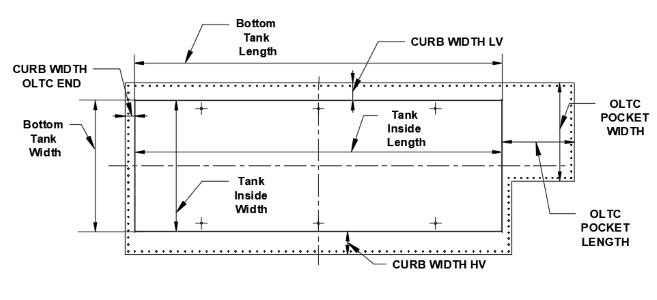 Bottom
Tank
Length
CURB WIDTH LV
CURB WIDTH
OLTC END
OLTC
POCKET
WIDTH
Bottom
Tank
Width
Tank
Inside
Length
Tank
Inside
Width
OLTC
POCKET
LENGTH
CURB WIDTH HV